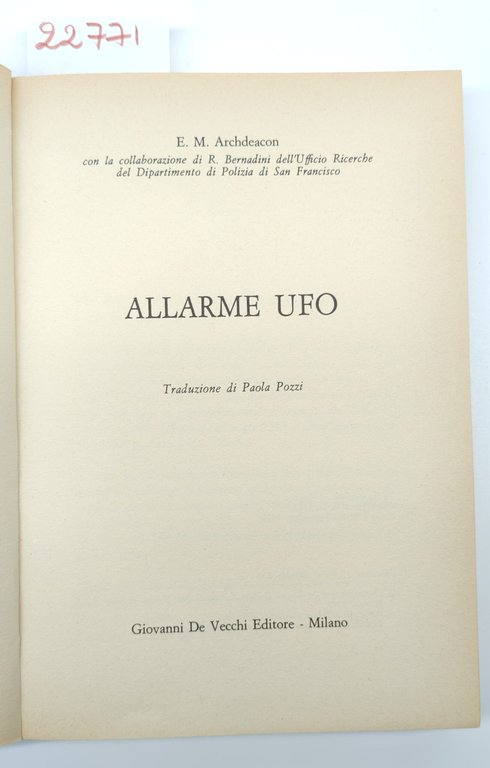 22771
E. M. Archdeacon
con la collaborazione di R. Bernadini dell'Ufficio Ricerche
del Dipartimento di Polizia di San Francisco
ALLARME UFO
Traduzione di Paola Pozzi
Giovanni De Vecchi Editore - Milano